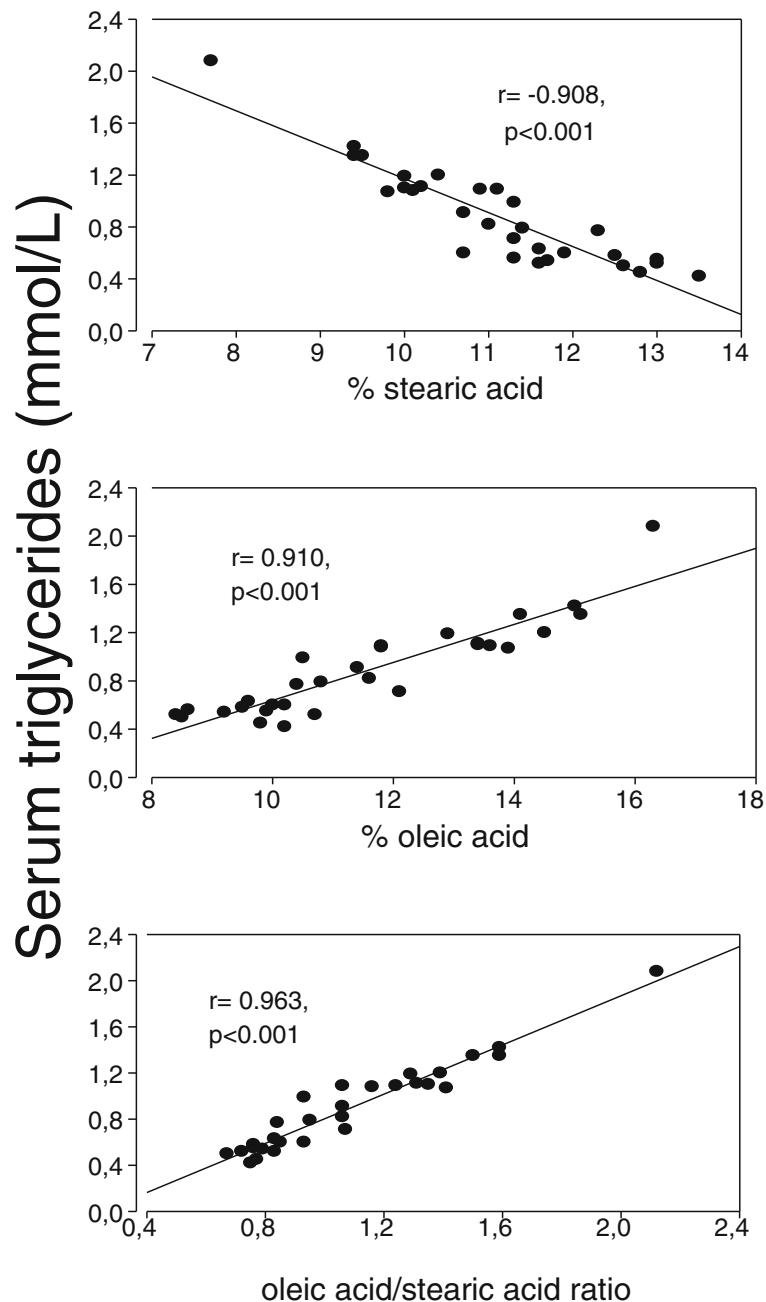 Serum triglycerides (mmol/L)
2,4
2,0
1,6
1,2
0,8
0,4
0,0
r= -0.908,
p<0.001
7 8 9 10 11 12 13 14
% stearic acid
2,4
2,0
1,6
1,2
0,8
0,4
0,0
r= 0.910,
p<0.001
8 10 12 14 16 18
% oleic acid
2,4
2,0
1,6
1,2
0,8
0,4
0,0
r= 0.963,
p<0.001
0,4 0,8 1,2 1,6 2,0 2,4
oleic acid/stearic acid ratio